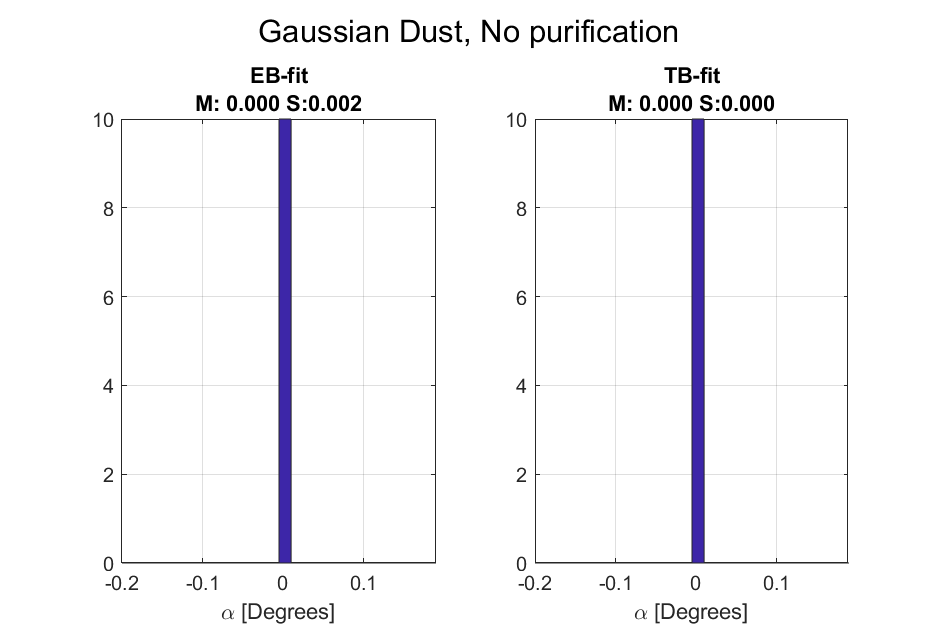 Gaussian Dust, No purification
EB-fit
M: 0.000 S:0.002
10
8
6
4
2
0
-0.2
-0.1
0
0.1
α [Degrees]
TB-fit
M: 0.000 S:0.000
10
8
6
4
2
0
-0.2
-0.1
0
0.1
α [Degrees]